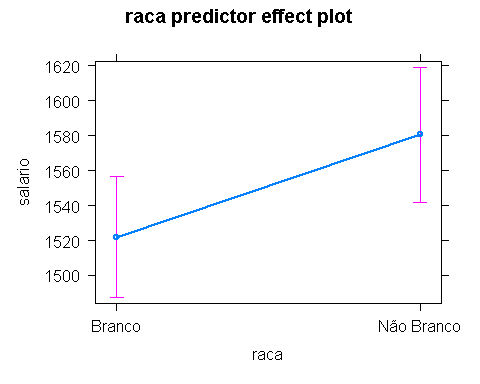 raca predictor effect plot
1620
1600
1580
1560
1540
1520
1500
salario
Branco
Não Branco
raca